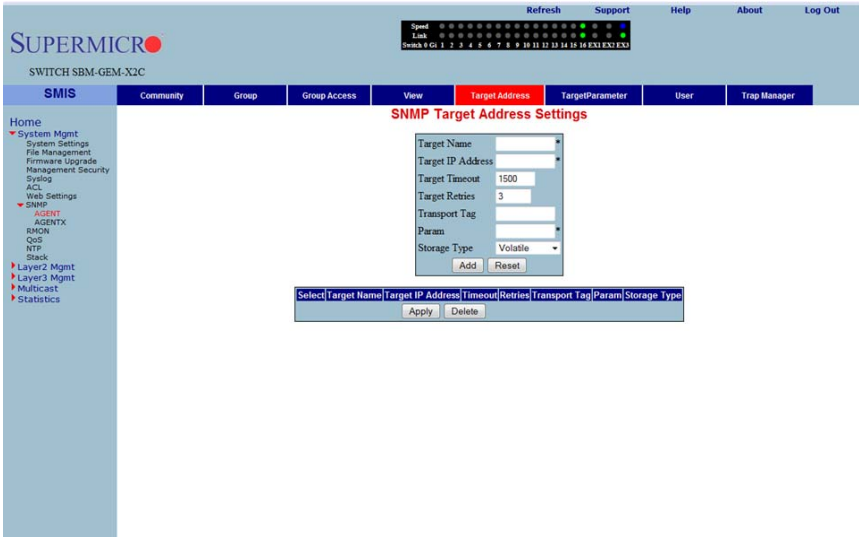 Refresh Support Help About Log Out
SUPERMICRO
Speed
Link
Switch 0 Gi 1 2 3 4 5 6 7 8 9 10 11 12 13 14 15 16 EX1 EX2 EX3
SWITCH SBM-GEM-X2C
SMIS
Community Group Group Access View Target Address TargetParameter User Trap Manager
Home
System Mgmt
System Settings
File Management
Firmware Upgrade
Management Security
Syslog
ACL
Web Settings
SNMP
AGENT
AGENTX
RMON
QoS
NTP
Stack
Layer2 Mgmt
Layer3 Mgmt
Multicast
Statistics
SNMP Target Address Settings
Target Name *
Target IP Address *
Target Timeout 1500
Target Retries 3
Transport Tag
Param *
Storage Type Volatile
Add Reset
Select Target Name Target IP Address Timeout Retries Transport Tag Param Storage Type
Apply Delete